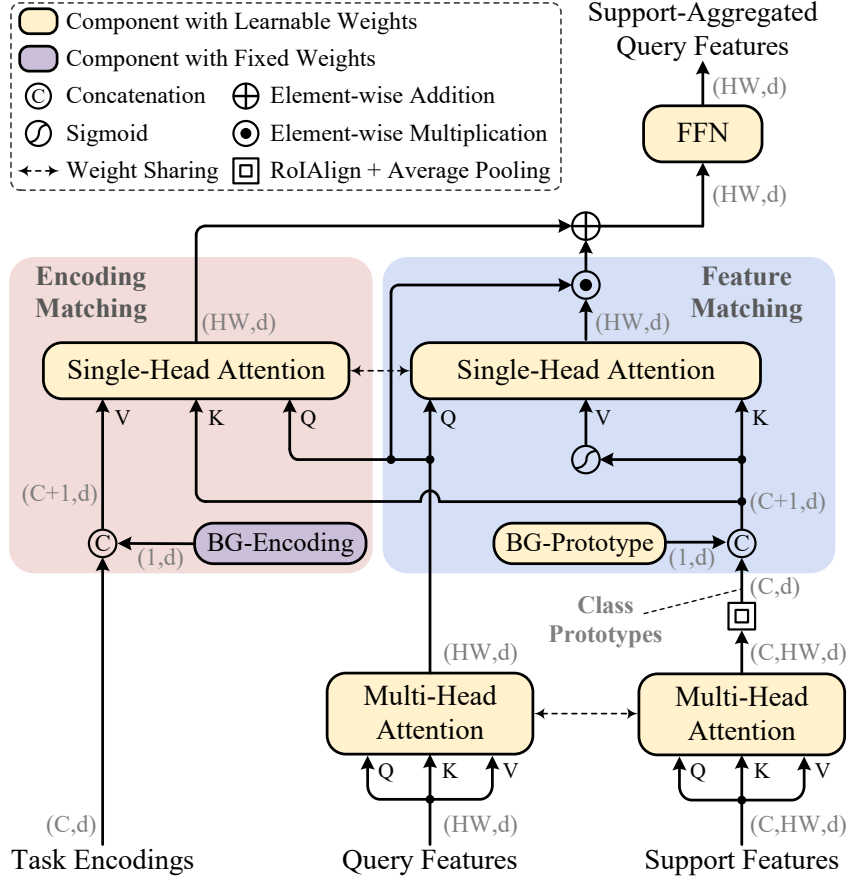 Component with Learnable Weights
Component with Fixed Weights
C Concatenation
Element-wise Addition
Sigmoid
Element-wise Multiplication
Weight Sharing
RoIAlign + Average Pooling
Support-Aggregated
Query Features
(HW,d)
FFN
(HW,d)
Encoding
Matching
Feature
Matching
(HW,d)
(HW,d)
Single-Head Attention
Single-Head Attention
V
K
Q
Q
V
K
(C+1,d)
(C+1,d)
C
(1,d)
BG-Encoding
BG-Prototype
(1,d)
C
(C,d)
Class
Prototypes
(HW,d)
(C,HW,d)
Multi-Head
Attention
Multi-Head
Attention
Q
K
V
Q
K
V
(C,d)
(HW,d)
(C,HW,d)
Task Encodings
Query Features
Support Features